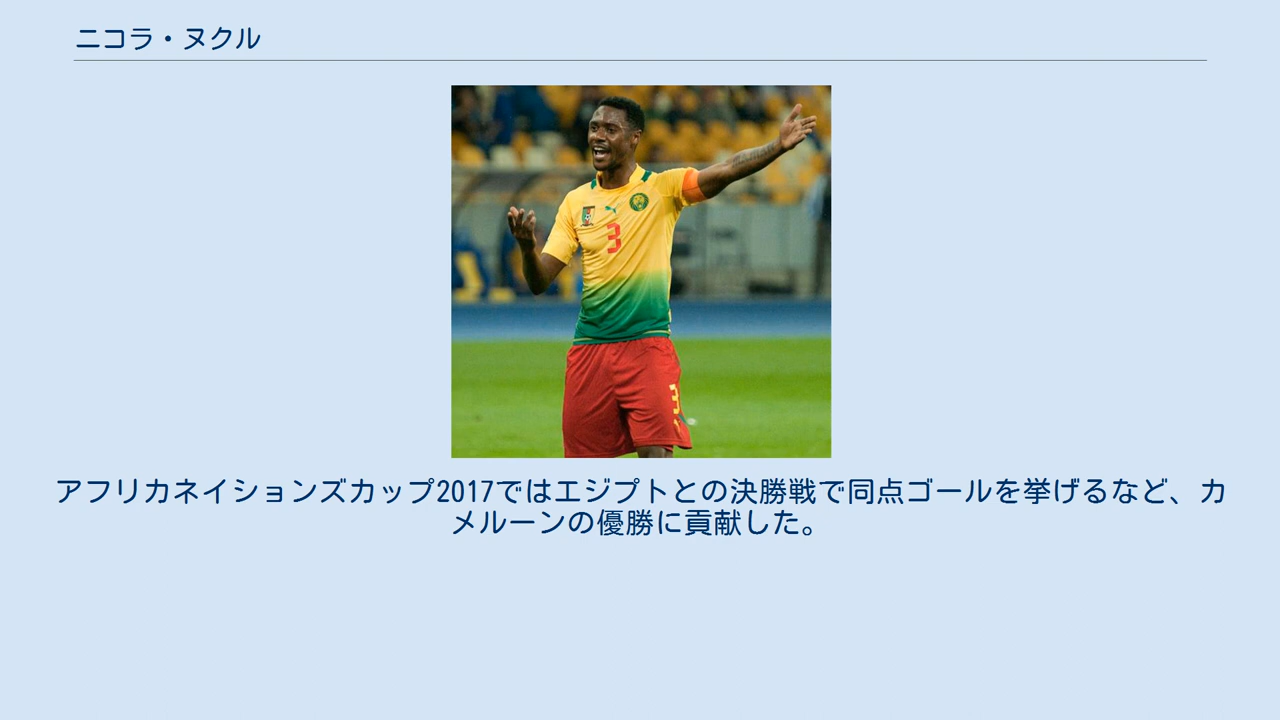 ニコラ・ヌクル
3
3
アフリカネイションズカップ2017ではエジプトとの決勝戦で同点ゴールを挙げるなど、カ
メルーンの優勝に貢献した。